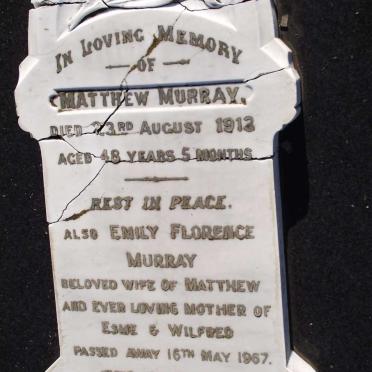 IN LOVING MEMORY
OF
MATTHEW MURRAY.
DIED 23RD AUGUST 1913
AGED 48 YEARS 5 MONTHS
REST IN PEACE.
ALSO EMILY FLORENCE
MURRAY
BELOVED WIFE OF MATTHEW
AND EVER LOVING MOTHER OF
ESME & WILFRED
PASSED AWAY 16TH MAY 1967.